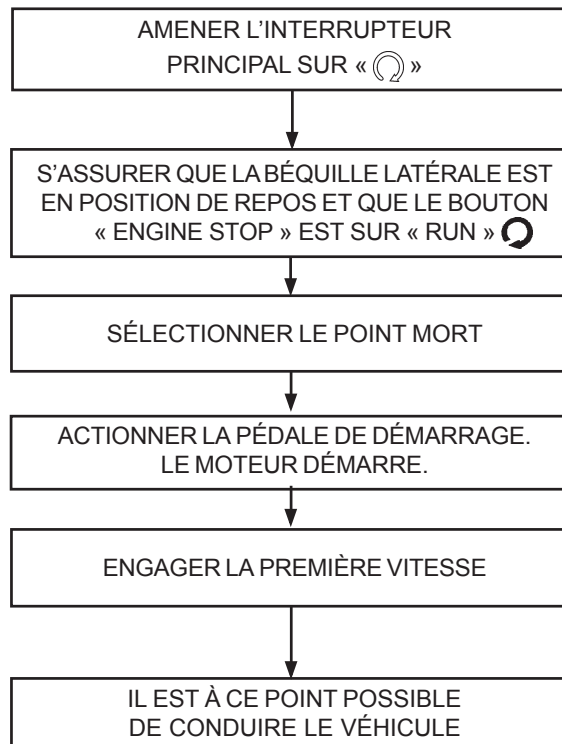 AMENER L'INTERRUPTEUR
PRINCIPAL SUR « »
S'ASSURER QUE LA BÉQUILLE LATÉRALE EST
EN POSITION DE REPOS ET QUE LE BOUTON
« ENGINE STOP » EST SUR « RUN »
SÉLECTIONNER LE POINT MORT
ACTIONNER LA PÉDALE DE DÉMARRAGE.
LE MOTEUR DÉMARRE.
ENGAGER LA PREMIÈRE VITESSE
IL EST À CE POINT POSSIBLE
DE CONDUIRE LE VÉHICULE